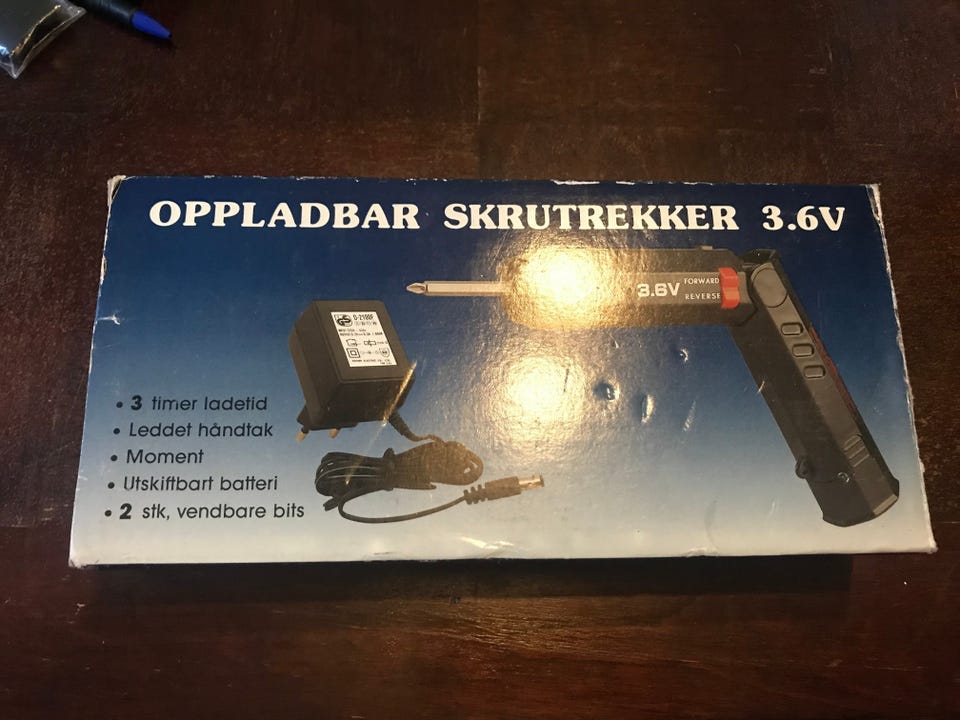 OPPLADBAR SKRUTREKKER 3.6V
3.6V
FORWARD
REVERSE
D-2100F
• 3 timer ladetid
• Leddet håndtak
• Moment
• Utskiftbart batteri
• 2 stk, vendbare bits